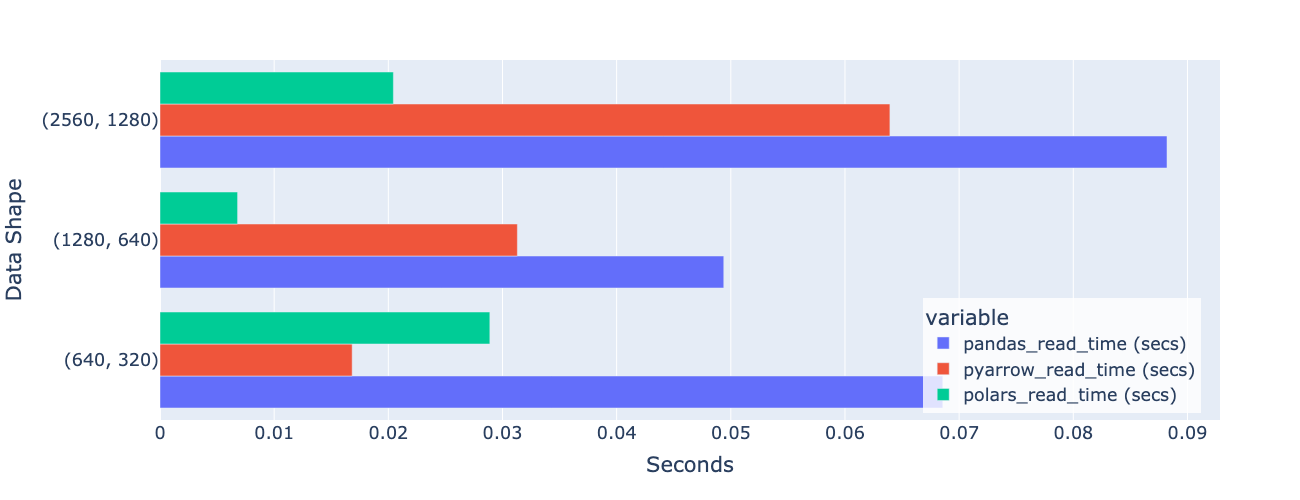 Data Shape
(2560, 1280)
(1280, 640)
(640, 320)
variable
pandas_read_time (secs)
pyarrow_read_time (secs)
polars_read_time (secs)
0 0.01 0.02 0.03 0.04 0.05 0.06 0.07 0.08 0.09
Seconds